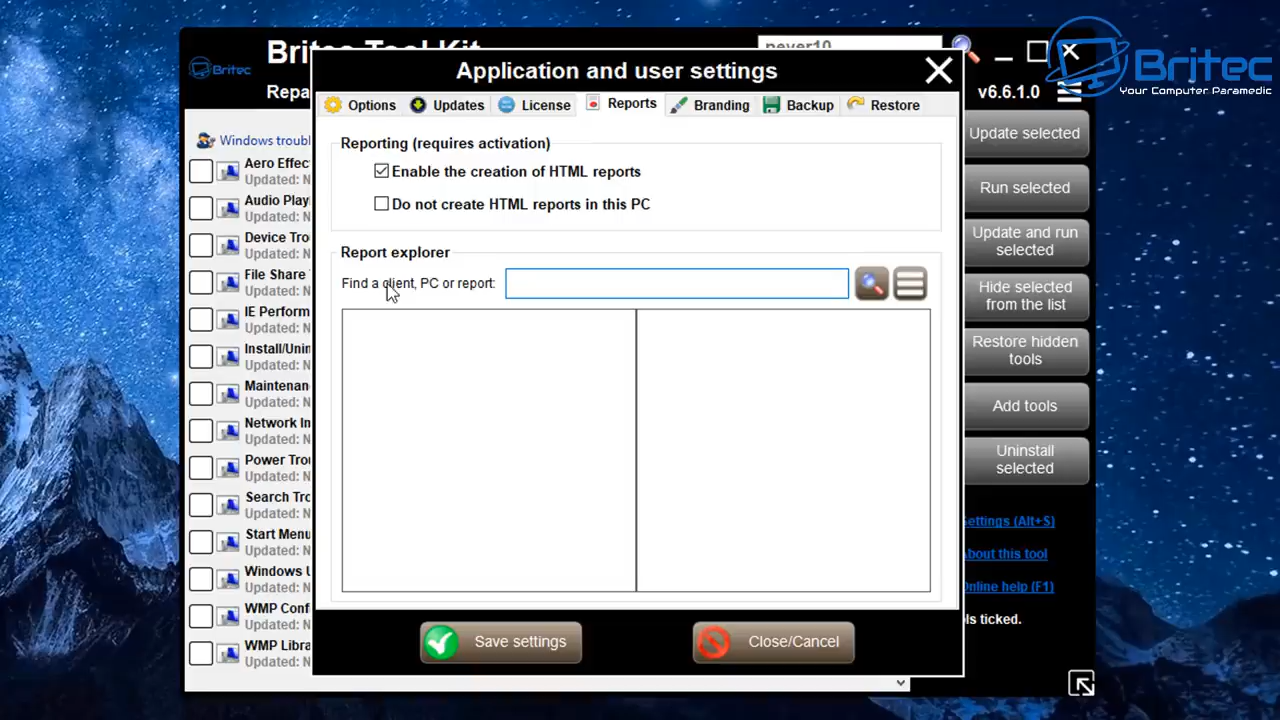 Britec Tool Kit
never10
Britec
Your Computer Paramedic
Britec
Repa
v6.6.1.0
Application and user settings
Options
Updates
License
Reports
Branding
Backup
Restore
Reporting (requires activation)
Enable the creation of HTML reports
Do not create HTML reports in this PC
Report explorer
Find a client, PC or report:
Save settings
Close/Cancel
Windows troubl
Aero Effec
Updated: N
Audio Play
Updated: N
Device Tro
Updated: N
File Share
Updated: N
IE Perform
Updated: N
Install/Unin
Updated: N
Maintenan
Updated: N
Network In
Updated: N
Power Tro
Updated: N
Search Tro
Updated: N
Start Menu
Updated: N
Windows U
Updated: N
WMP Conf
Updated: N
WMP Libra
Updated: N
Update selected
Run selected
Update and run
selected
Hide selected
from the list
Restore hidden
tools
Add tools
Uninstall
selected
Settings (Alt+S)
About this tool
Online help (F1)
ls ticked.